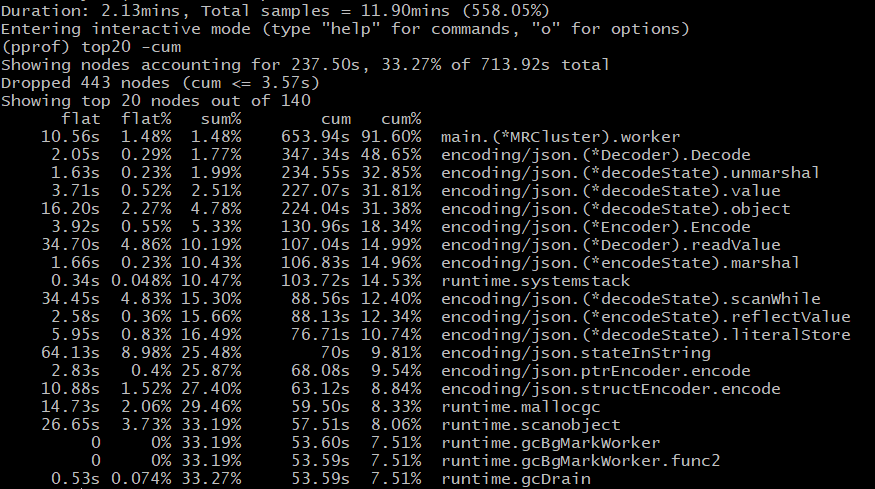 Duration: 2.13mins, Total samples = 11.90mins (558.05%)
Entering interactive mode (type "help" for commands, "o" for options)
(pprof) top20 -cum
Showing nodes accounting for 237.50s, 33.27% of 713.92s total
Dropped 443 nodes (cum <= 3.57s)
Showing top 20 nodes out of 140
flat flat% sum% cum cum%
10.56s 1.48% 1.48% 653.94s 91.60% main.(*MRCluster).worker
2.05s 0.29% 1.77% 347.34s 48.65% encoding/json.(*Decoder).Decode
1.63s 0.23% 1.99% 234.55s 32.85% encoding/json.(*decodeState).unmarshal
3.71s 0.52% 2.51% 227.07s 31.81% encoding/json.(*decodeState).value
16.20s 2.27% 4.78% 224.04s 31.38% encoding/json.(*decodeState).object
3.92s 0.55% 5.33% 130.96s 18.34% encoding/json.(*Encoder).Encode
34.70s 4.86% 10.19% 107.04s 14.99% encoding/json.(*Decoder).readValue
1.66s 0.23% 10.43% 106.83s 14.96% encoding/json.(*encodeState).marshal
0.34s 0.048% 10.47% 103.72s 14.53% runtime.systemstack
34.45s 4.83% 15.30% 88.56s 12.40% encoding/json.(*decodeState).scanWhile
2.58s 0.36% 15.66% 88.13s 12.34% encoding/json.(*encodeState).reflectValue
5.95s 0.83% 16.49% 76.71s 10.74% encoding/json.(*decodeState).literalStore
64.13s 8.98% 25.48% 70s 9.81% encoding/json.stateInString
2.83s 0.4% 25.87% 68.08s 9.54% encoding/json.ptrEncoder.encode
10.88s 1.52% 27.40% 63.12s 8.84% encoding/json.structEncoder.encode
14.73s 2.06% 29.46% 59.50s 8.33% runtime.mallocgc
26.65s 3.73% 33.19% 57.51s 8.06% runtime.scanobject
0 0% 33.19% 53.60s 7.51% runtime.gcBgMarkWorker
0 0% 33.19% 53.59s 7.51% runtime.gcBgMarkWorker.func2
0.53s 0.074% 33.27% 53.59s 7.51% runtime.gcDrain